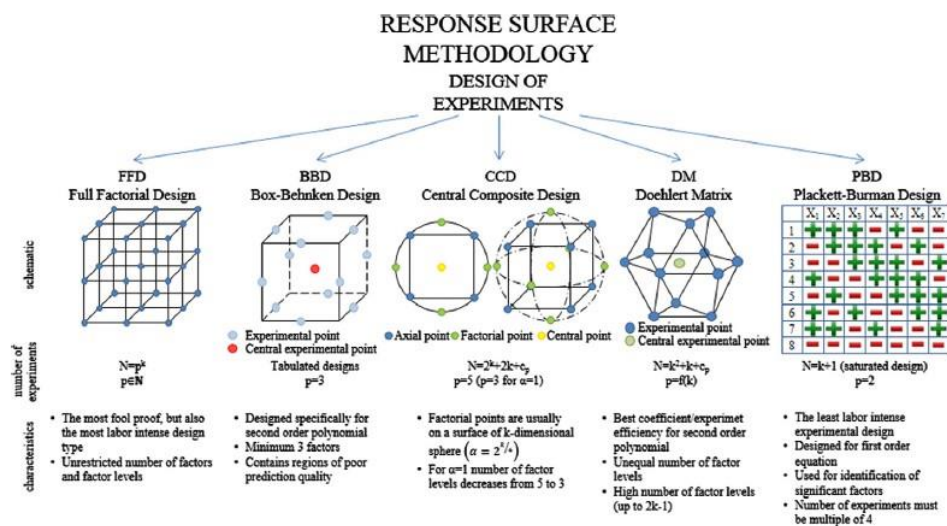 RESPONSE SURFACE
METHODOLOGY
DESIGN OF
EXPERIMENTS
FFD
Full Factorial Design
BBD
Box-Behnken Design
CCD
Central Composite Design
DM
Doehlert Matrix
PBD
Plackett-Burman Design
schematic
Experimental point
Central experimental point
Axial point
Factorial point
Central point
Experimental point
Central experimental point
X₁ X₂ X₃ X₄ X₅ X₆ X₇
1 + + + − + − −
2 − + + + − + −
3 − − + + + − +
4 + − − + + + −
5 − + − − + + +
6 + − + − − + +
7 + + − + − − +
8 − − − − − − −
number of
experiments
N=pᵏ
p∈ℕ
Tabulated designs
p=3
N=2ᵏ+2k+cₚ
p=5 (p=3 for α=1)
N=k²+k+cₚ
p=f(k)
N=k+1 (saturated design)
p=2
characteristics
• The most fool proof, but also
the most labor intense design
type
• Unrestricted number of factors
and factor levels
• Designed specifically for
second order polynomial
• Minimum 3 factors
• Contains regions of poor
prediction quality
• Factorial points are usually
on a surface of k-dimensional
sphere (α = 2)
• For α=1 number of factor
levels decreases from 5 to 3
• Best coefficient/experimet
efficiency for second order
polynomial
• Unequal number of factor
levels
• High number of factor levels
(up to 2k-1)
• The least labor intense
experimental design
• Designed for first order
equation
• Used for identification of
significant factors
• Number of experiments must
be multiple of 4